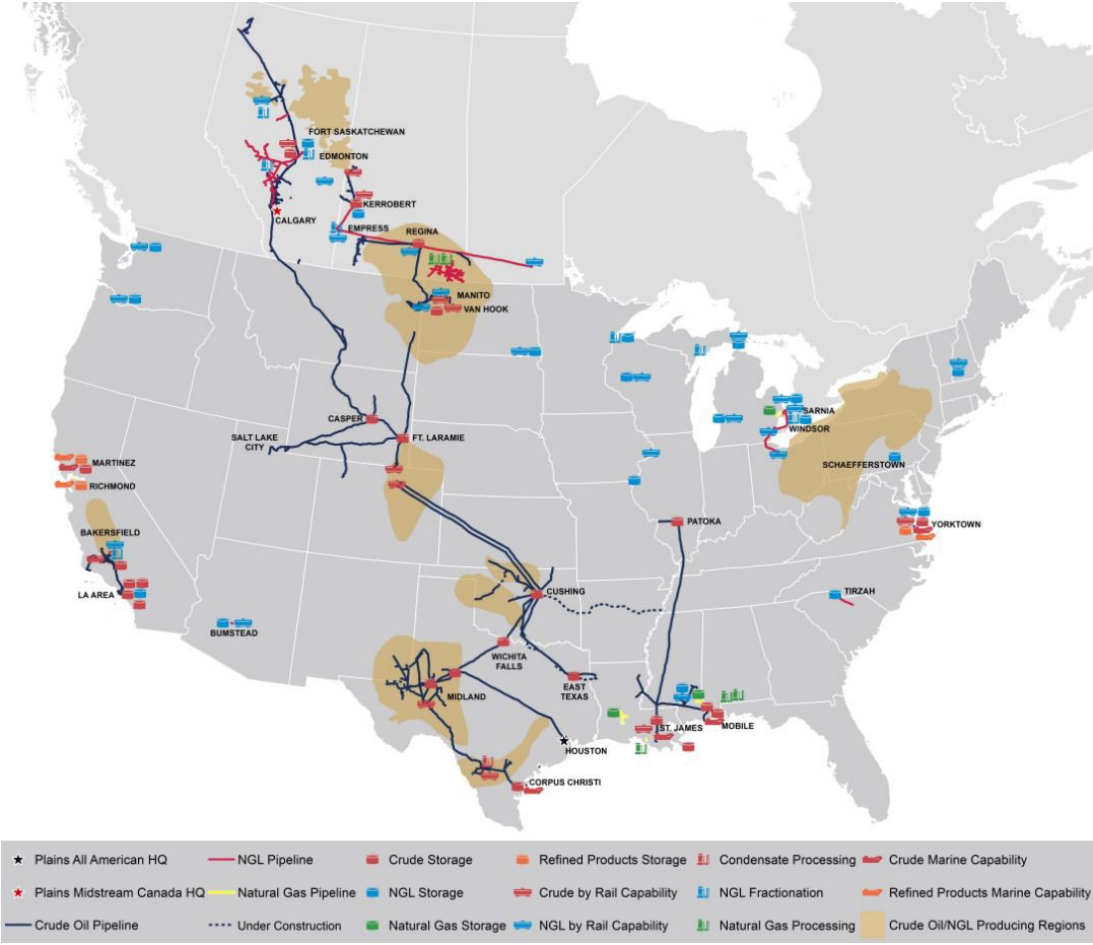 FORT SASKATCHEWAN
EDMONTON
KERROBERT
CALGARY
EMPRESS
REGINA
MANITO
VAN HOOK
CASPER
SALT LAKE
CITY
FT. LARAMIE
SARNIA
WINDSOR
SCHAEFFERSTOWN
MARTINEZ
RICHMOND
PATOKA
YORKTOWN
BAKERSFIELD
LA AREA
CUSHING
TIRZAH
BUMSTEAD
WICHITA
FALLS
EAST
TEXAS
MIDLAND
ST. JAMES
MOBILE
HOUSTON
CORPUS CHRISTI
Plains All American HQ
NGL Pipeline
Crude Storage
Refined Products Storage
Condensate Processing
Crude Marine Capability
Plains Midstream Canada HQ
Natural Gas Pipeline
NGL Storage
Crude by Rail Capability
NGL Fractionation
Refined Products Marine Capability
Crude Oil Pipeline
Under Construction
Natural Gas Storage
NGL by Rail Capability
Natural Gas Processing
Crude Oil/NGL Producing Regions